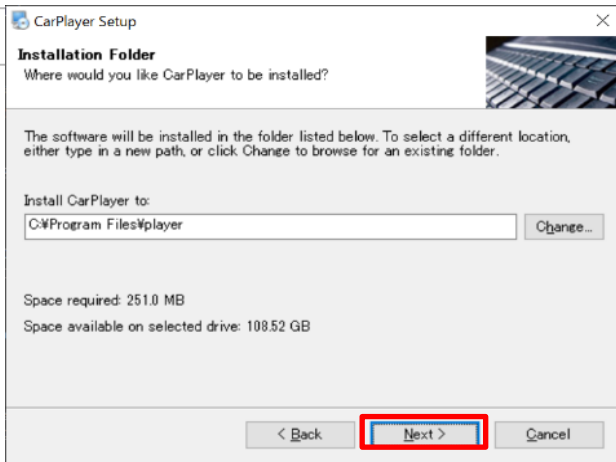 CarPlayer Setup
Installation Folder
Where would you like CarPlayer to be installed?
The software will be installed in the folder listed below. To select a different location,
either type in a new path, or click Change to browse for an existing folder.
Install CarPlayer to:
C:¥Program Files¥player
Change...
Space required: 251.0 MB
Space available on selected drive: 108.52 GB
< Back
Next >
Cancel